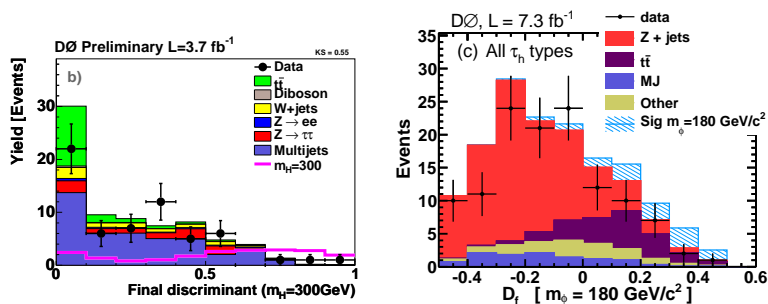 DØ Preliminary L=3.7 fb⁻¹
KS = 0.55
b)
Data
tt̄
Diboson
W+jets
Z → ee
Z → ττ
Multijets
m_H=300
Yield [Events]
30
20
10
0
0
0.5
1
Final discriminant (m_H=300GeV)
DØ, L = 7.3 fb⁻¹
(c) All τ_h types
data
Z + jets
tt̄
MJ
Other
Sig m_ϕ =180 GeV/c²
Events
35
30
25
20
15
10
5
0
-0.4
-0.2
0
0.2
0.4
0.6
D_f [ m_ϕ = 180 GeV/c² ]